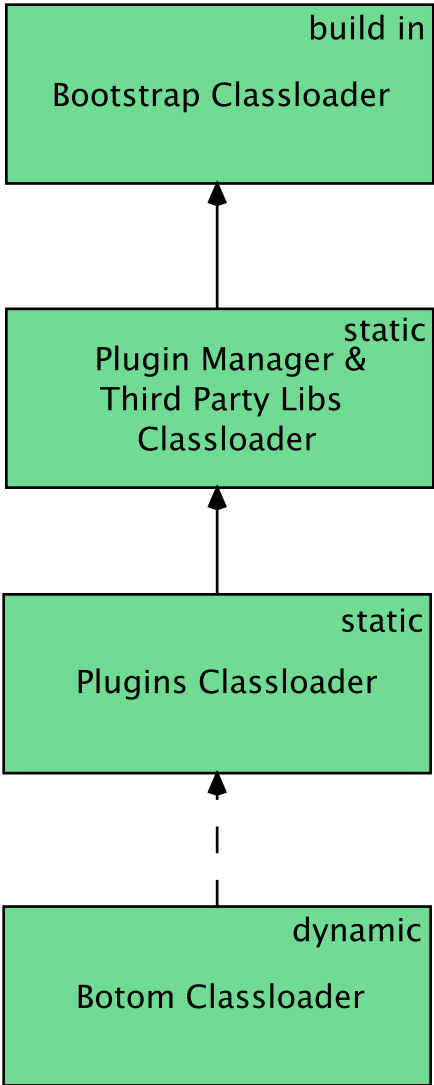 build in
Bootstrap Classloader
static
Plugin Manager &
Third Party Libs
Classloader
static
Plugins Classloader
dynamic
Botom Classloader